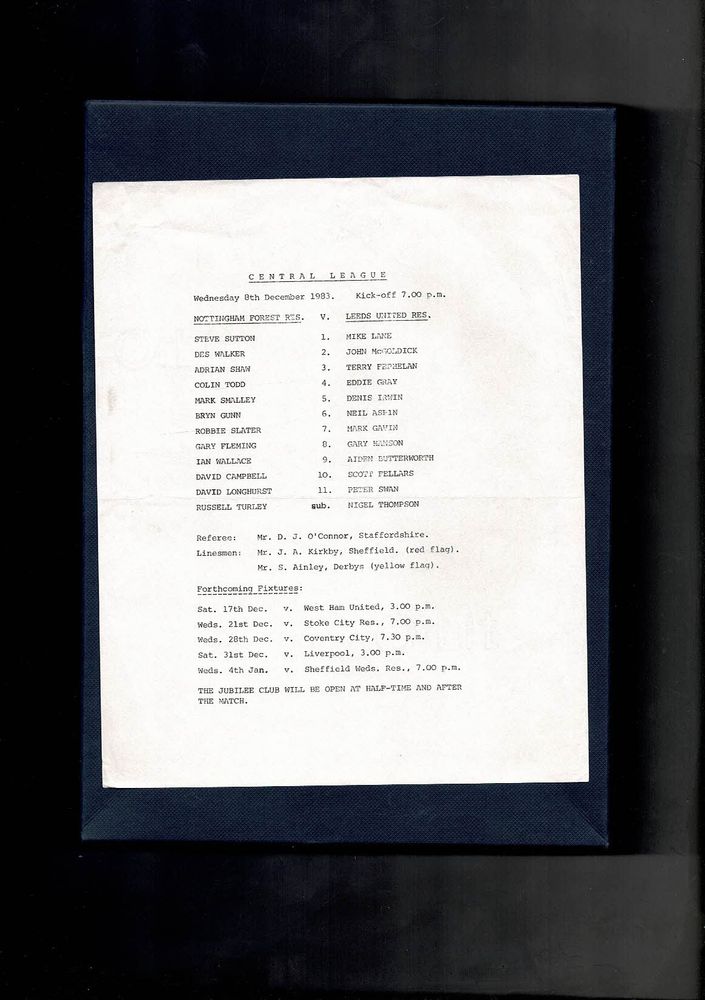 CENTRAL LEAGUE
Wednesday 8th December 1983. Kick-off 7.00 p.m.
NOTTINGHAM FOREST RES. V. LEEDS UNITED RES.
STEVE SUTTON 1. MIKE LANE
DES WALKER 2. JOHN McGOLDICK
ADRIAN SHAW 3. TERRY
COLIN TODD 4. EDDIE GRAY
MARK SMALLEY 5. DENIS IRWIN
BRYN GUNN 6. NEIL ASPIN
ROBBIE SLATER 7. MARK GAVIN
GARY FLEMING 8. GARY HAMSON
IAN WALLACE 9. AIDEN BUTTERWORTH
DAVID CAMPBELL 10. SCOTT FELLARS
DAVID LONGHURST 11. PETER SWAN
RUSSELL TURLEY sub. NIGEL THOMPSON
Referee: Mr. D. J. O'Connor, Staffordshire.
Linesmen: Mr. J. A. Kirkby, Sheffield. (red flag).
Mr. S. Ainley, Derbys (yellow flag).
Forthcoming Fixtures:
Sat. 17th Dec. v. West Ham United, 3.00 p.m.
Weds. 21st Dec. v. Stoke City Res., 7.00 p.m.
Weds. 28th Dec. v. Coventry City, 7.30 p.m.
Sat. 31st Dec. v. Liverpool, 3.00 p.m.
Weds. 4th Jan. v. Sheffield Weds. Res., 7.00 p.m.
THE JUBILEE CLUB WILL BE OPEN AT HALF-TIME AND AFTER
THE MATCH.